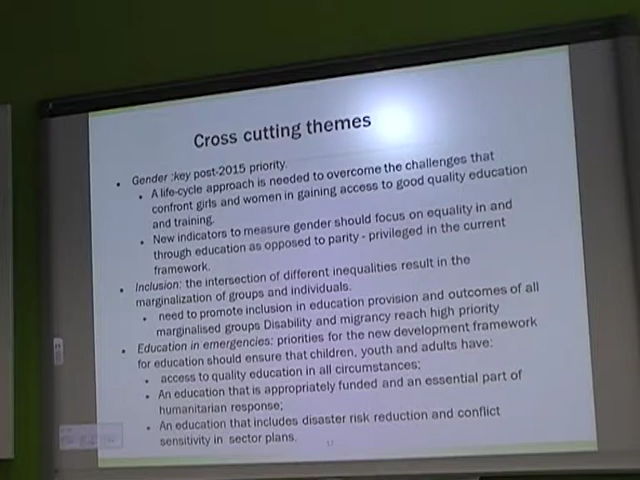 Cross cutting themes
• Gender :key post-2015 priority.
• A life-cycle approach is needed to overcome the challenges that
confront girls and women in gaining access to good quality education
and training.
• New indicators to measure gender should focus on equality in and
through education as opposed to parity - privileged in the current
framework.
• Inclusion: the intersection of different inequalities result in the
marginalization of groups and individuals.
• need to promote inclusion in education provision and outcomes of all
marginalised groups Disability and migrancy reach high priority
• Education in emergencies: priorities for the new development framework
for education should ensure that children, youth and adults have:
• access to quality education in all circumstances;
• An education that is appropriately funded and an essential part of
humanitarian response;
• An education that includes disaster risk reduction and conflict
sensitivity in sector plans.
17